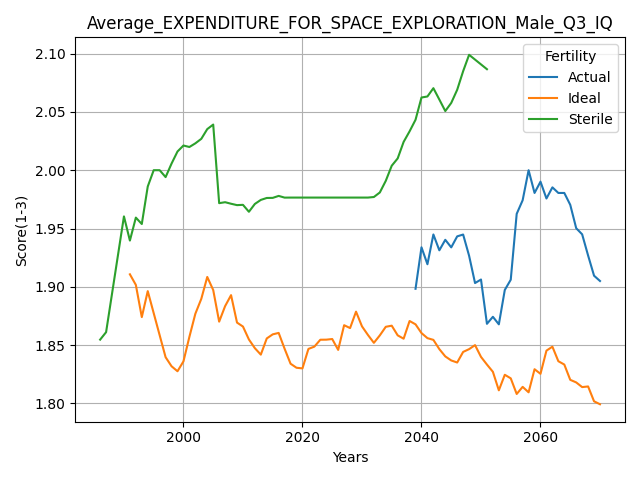 Average_EXPENDITURE_FOR_SPACE_EXPLORATION_Male_Q3_IQ
Fertility
Actual
Ideal
Sterile
2.10
2.05
2.00
1.95
1.90
1.85
1.80
Score(1-3)
2000
2020
2040
2060
Years